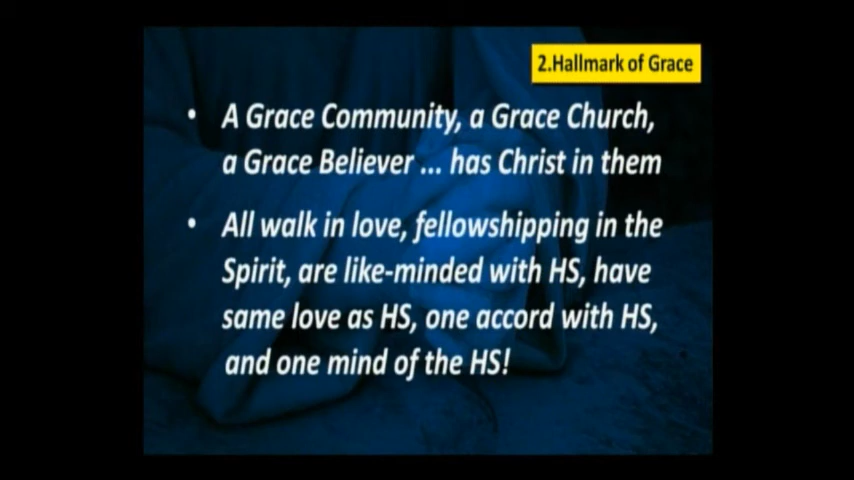 2.Hallmark of Grace
• A Grace Community, a Grace Church,
a Grace Believer ... has Christ in them
• All walk in love, fellowshipping in the
Spirit, are like-minded with HS, have
same love as HS, one accord with HS,
and one mind of the HS!